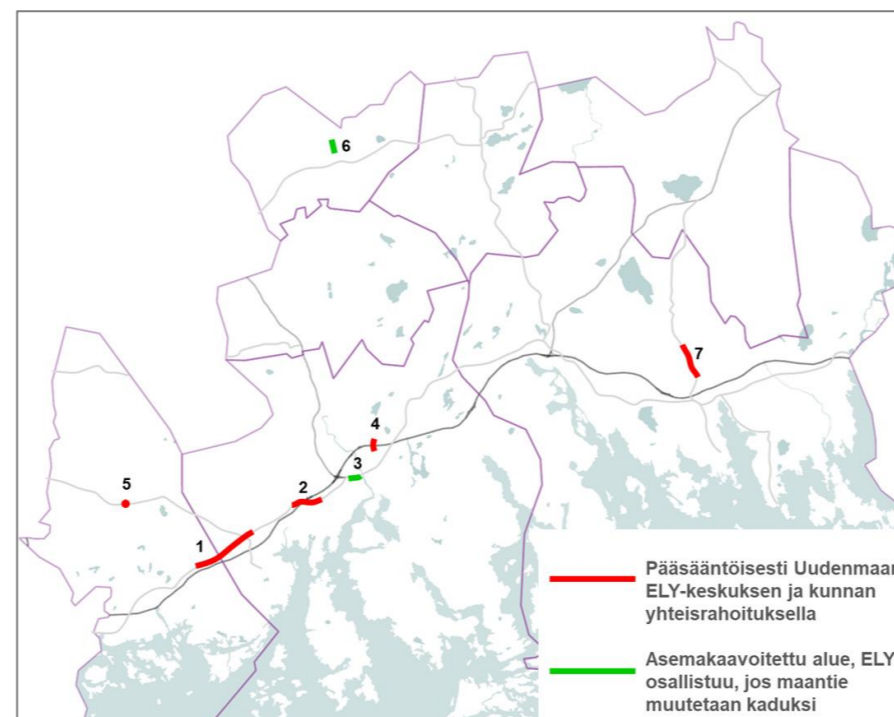 6
7
4
3
5
2
1
Pääsääntöisesti Uudenmaan
ELY-keskuksen ja kunnan
yhteisrahoituksella
Asemakaavoitettu alue, ELY
osallistuu, jos maantie
muutetaan kaduksi